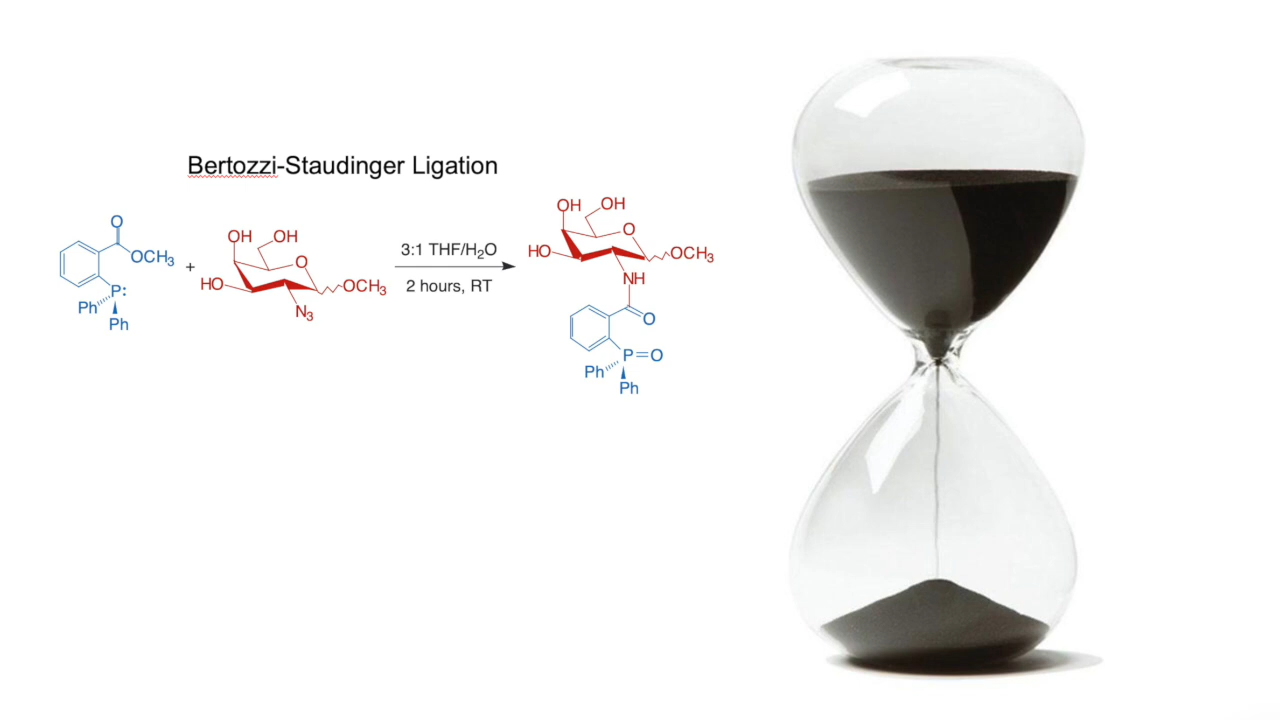 Bertozzi-Staudinger Ligation
O
OCH₃
P:
Ph
Ph
+
OH
OH
O
HO
OCH₃
N₃
3:1 THF/H₂O
2 hours, RT
OH
OH
O
HO
OCH₃
NH
O
P=O
Ph
Ph